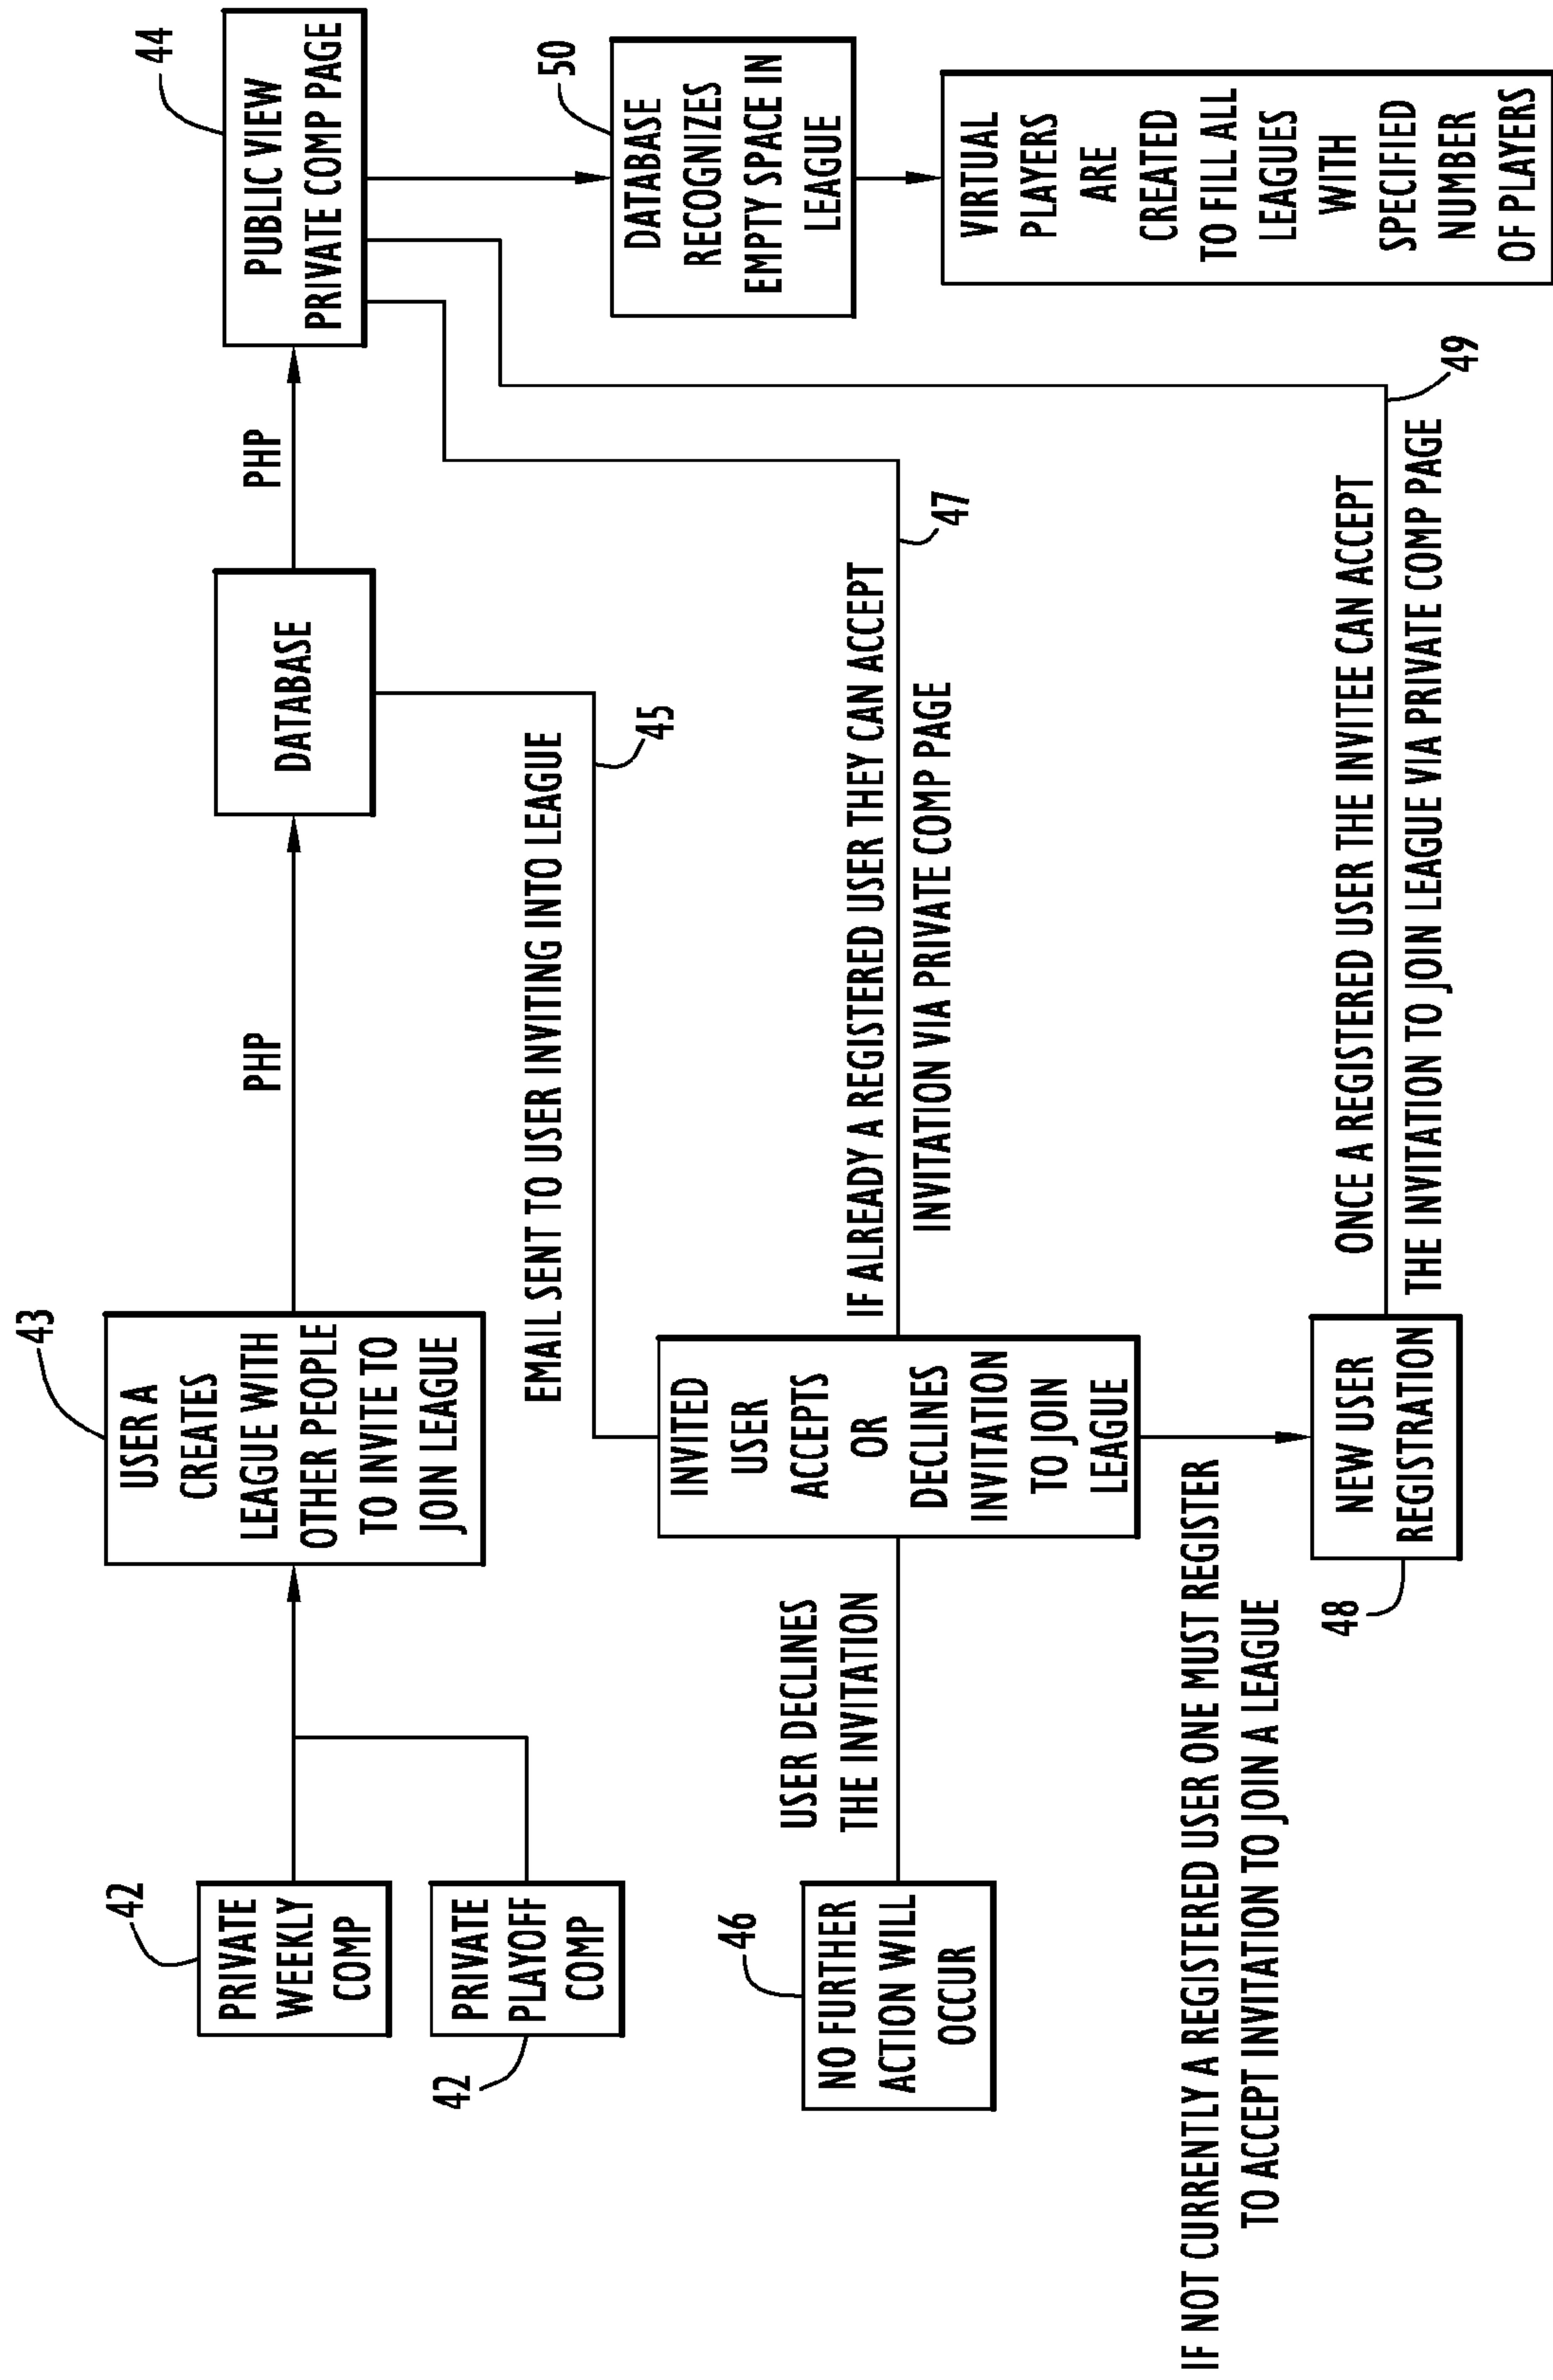 42
PRIVATE
WEEKLY
COMP
42
PRIVATE
PLAYOFF
COMP
43
USER A
CREATES
LEAGUE WITH
OTHER PEOPLE
TO INVITE TO
JOIN LEAGUE
PHP
DATABASE
PHP
44
PUBLIC VIEW
PRIVATE COMP PAGE
EMAIL SENT TO USER INVITING INTO LEAGUE
45
50
DATABASE
RECOGNIZES
EMPTY SPACE IN
LEAGUE
46
NO FURTHER
ACTION WILL
OCCUR
USER DECLINES
THE INVITATION
INVITED
USER
ACCEPTS
OR
DECLINES
INVITATION
TO JOIN
LEAGUE
IF ALREADY A REGISTERED USER THEY CAN ACCEPT
INVITATION VIA PRIVATE COMP PAGE
47
VIRTUAL
PLAYERS
ARE
CREATED
TO FILL ALL
LEAGUES
WITH
SPECIFIED
NUMBER
OF PLAYERS
IF NOT CURRENTLY A REGISTERED USER ONE MUST REGISTER
TO ACCEPT INVITATION TO JOIN A LEAGUE
48
NEW USER
REGISTRATION
ONCE A REGISTERED USER THE INVITEE CAN ACCEPT
THE INVITATION TO JOIN LEAGUE VIA PRIVATE COMP PAGE
49